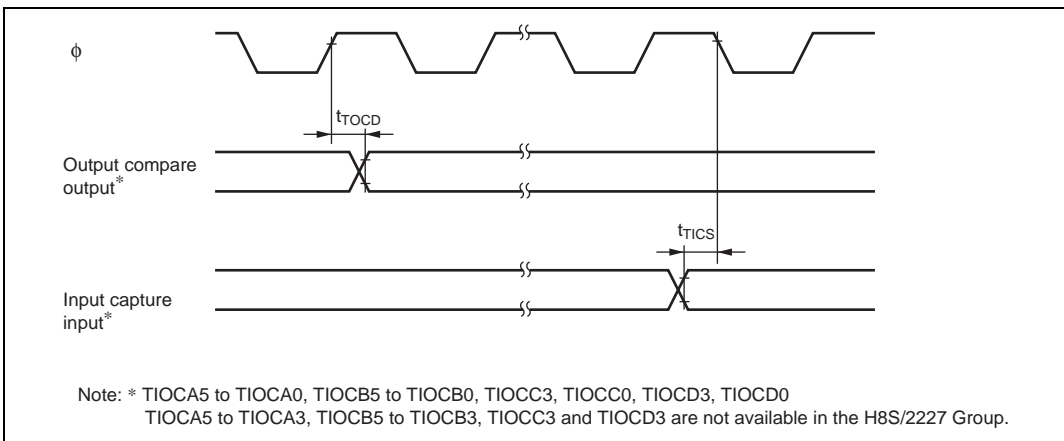 ϕ
tTOCD
Output compare
output*
tTICS
Input capture
input*
Note: * TIOCA5 to TIOCA0, TIOCB5 to TIOCB0, TIOCC3, TIOCC0, TIOCD3, TIOCD0
TIOCA5 to TIOCA3, TIOCB5 to TIOCB3, TIOCC3 and TIOCD3 are not available in the H8S/2227 Group.